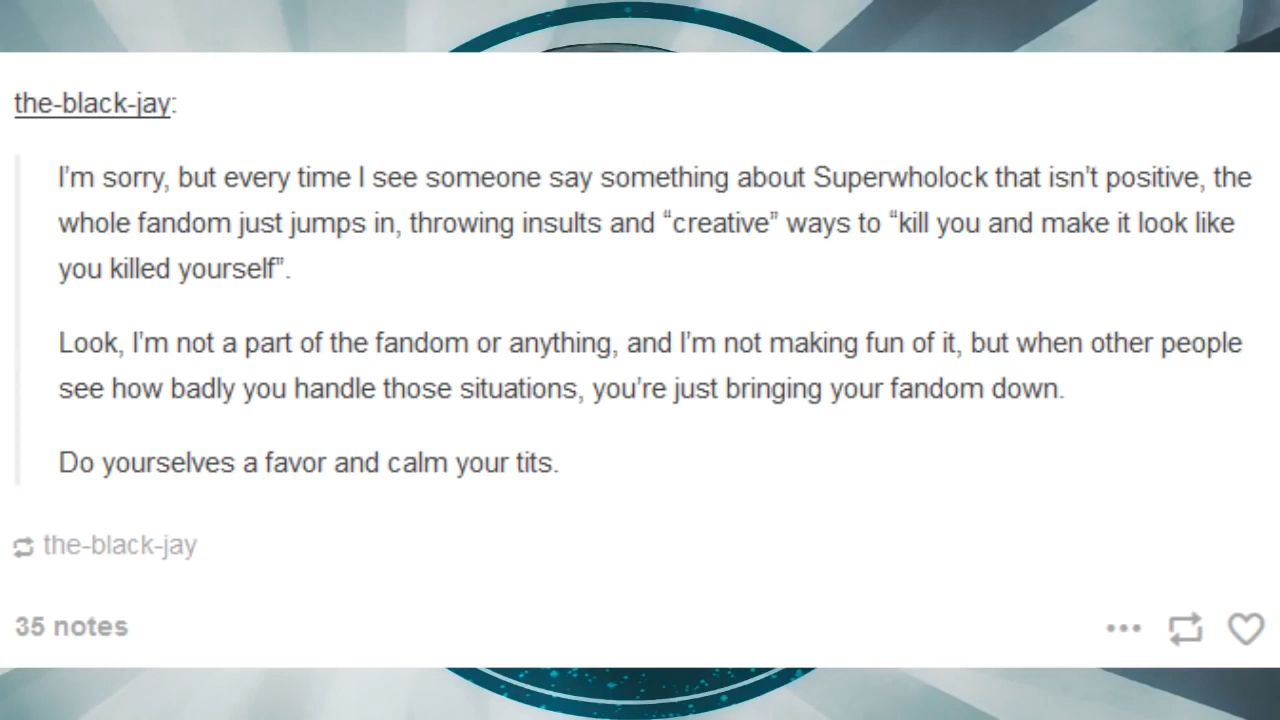 the-black-jay:
I’m sorry, but every time I see someone say something about Superwholock that isn’t positive, the
whole fandom just jumps in, throwing insults and “creative” ways to “kill you and make it look like
you killed yourself”.
Look, I’m not a part of the fandom or anything, and I’m not making fun of it, but when other people
see how badly you handle those situations, you’re just bringing your fandom down.
Do yourselves a favor and calm your tits.
the-black-jay
35 notes